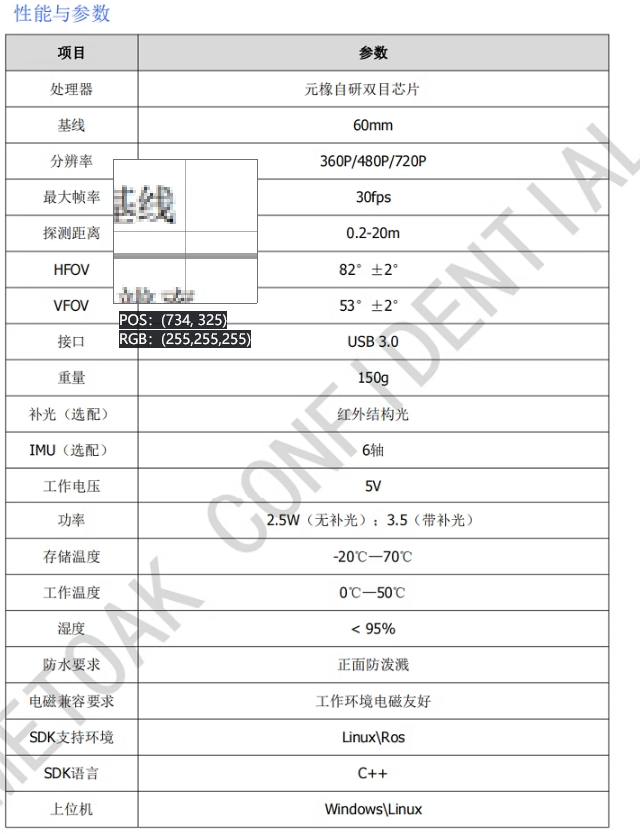 性能与参数
项目 参数
处理器 元橡自研双目芯片
基线 60mm
分辨率 360P/480P/720P
最大帧率 30fps
探测距离 0.2-20m
HFOV 82° ±2°
VFOV 53° ±2°
接口 USB 3.0
重量 150g
补光（选配） 红外结构光
IMU（选配） 6轴
工作电压 5V
功率 2.5W（无补光）；3.5（带补光）
存储温度 -20℃—70℃
工作温度 0℃—50℃
湿度 < 95%
防水要求 正面防泼溅
电磁兼容要求 工作环境电磁友好
SDK支持环境 Linux\Ros
SDK语言 C++
上位机 Windows\Linux
基线
POS: (734, 325)
RGB: (255,255,255)
METOAK CONFIDENTIAL